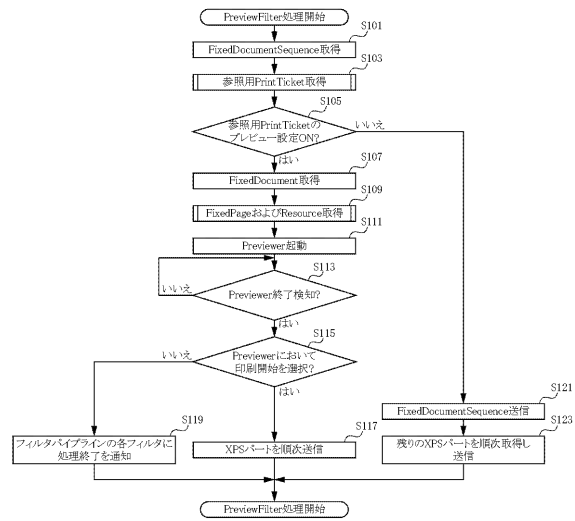 PreviewFilter処理開始
S101
FixedDocumentSequence取得
S103
参照用PrintTicket取得
S105
参照用PrintTicketの
プレビュー設定ON?
いいえ
はい
S107
FixedDocument取得
S109
FixedPageおよびResource取得
S111
Previewer起動
S113
Previewer終了検知?
いいえ
はい
S115
Previewerにおいて
印刷開始を選択?
いいえ
はい
S121
FixedDocumentSequence送信
S119
フィルタパイプラインの各フィルタに
処理終了を通知
S117
XPSパートを順次送信
S123
残りのXPSパートを順次取得し
送信
PreviewFilter処理開始